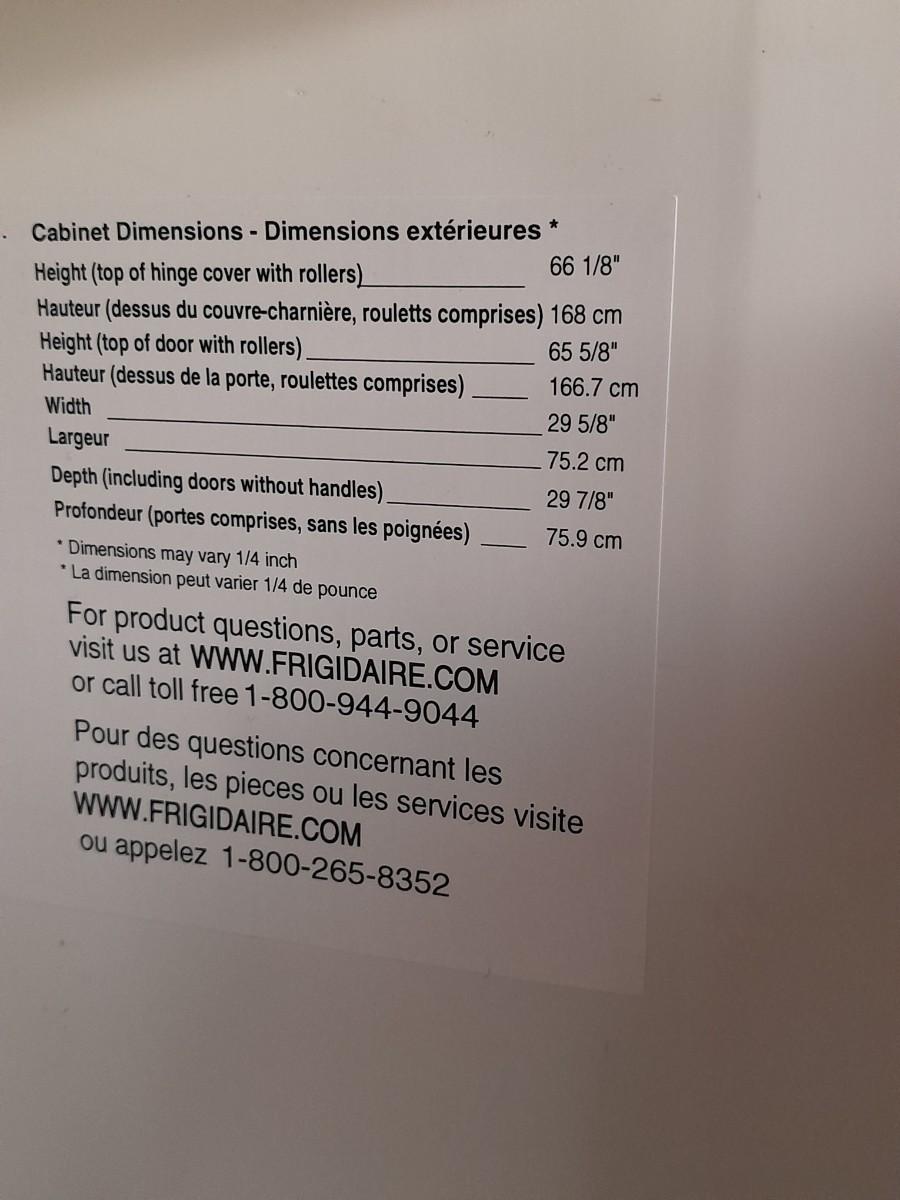 Cabinet Dimensions - Dimensions extérieures *
Height (top of hinge cover with rollers) 66 1/8"
Hauteur (dessus du couvre-charnière, rouletts comprises) 168 cm
Height (top of door with rollers) 65 5/8"
Hauteur (dessus de la porte, roulettes comprises) 166.7 cm
Width 29 5/8"
Largeur 75.2 cm
Depth (including doors without handles) 29 7/8"
Profondeur (portes comprises, sans les poignées) 75.9 cm
* Dimensions may vary 1/4 inch
* La dimension peut varier 1/4 de pounce
For product questions, parts, or service
visit us at WWW.FRIGIDAIRE.COM
or call toll free 1-800-944-9044
Pour des questions concernant les
produits, les pieces ou les services visite
WWW.FRIGIDAIRE.COM
ou appelez 1-800-265-8352